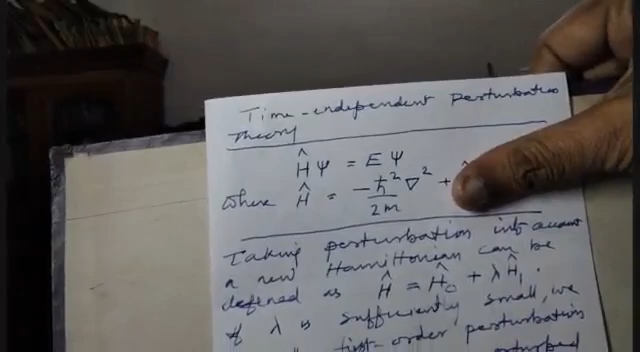 Time-independent Perturbation
Theory
Ĥψ = Eψ
where Ĥ = -ħ²/2m ∇² +
Taking perturbation into account
a new Hamiltonian can be
defined as Ĥ = Ĥ₀ + λĤ₁.
If λ is sufficiently small, we
first-order perturbation